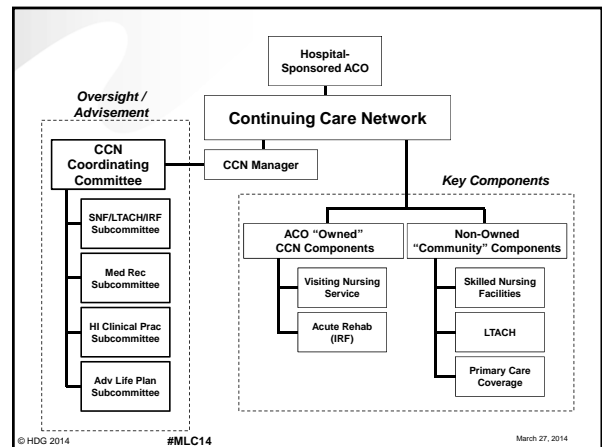 Hospital-
Sponsored ACO
Oversight /
Advisement
Continuing Care Network
CCN
Coordinating
Committee
CCN Manager
Key Components
SNF/LTACH/IRF
Subcommittee
Med Rec
Subcommittee
HI Clinical Prac
Subcommittee
Adv Life Plan
Subcommittee
ACO “Owned”
CCN Components
Visiting Nursing
Service
Acute Rehab
(IRF)
Non-Owned
“Community” Components
Skilled Nursing
Facilities
LTACH
Primary Care
Coverage
© HDG 2014
#MLC14
March 27, 2014